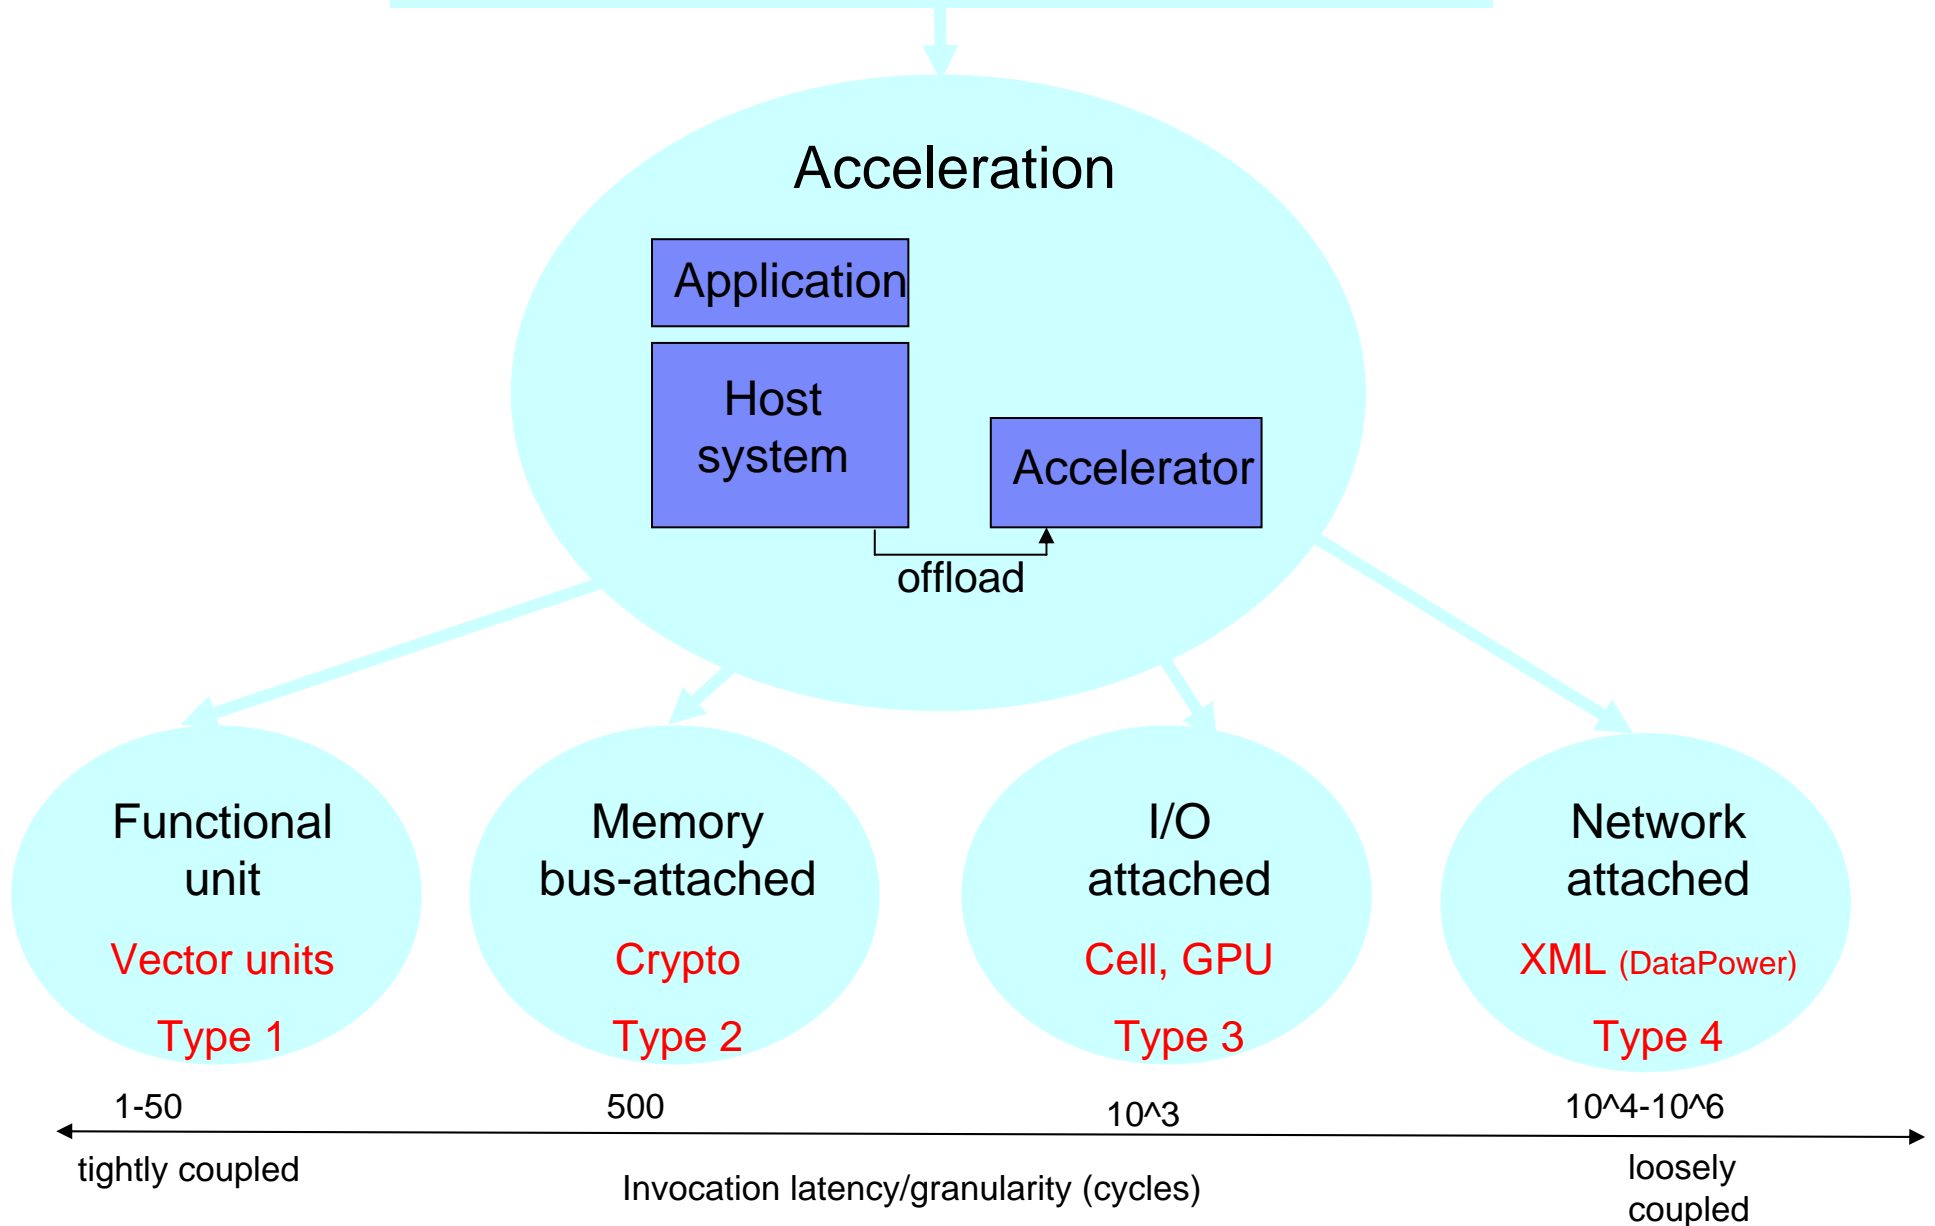 Acceleration
Application
Host
system
Accelerator
offload
Functional
unit
Vector units
Type 1
Memory
bus-attached
Crypto
Type 2
I/O
attached
Cell, GPU
Type 3
Network
attached
XML (DataPower)
Type 4
1-50
500
10^3
10^4-10^6
tightly coupled
Invocation latency/granularity (cycles)
loosely
coupled